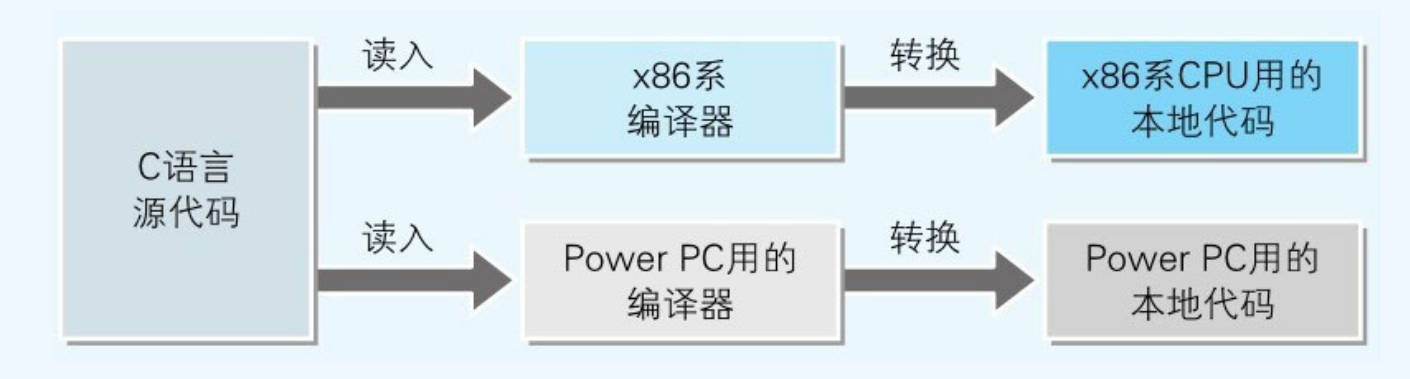 C语言
源代码
读入
x86系
编译器
转换
x86系CPU用的
本地代码
读入
Power PC用的
编译器
转换
Power PC用的
本地代码